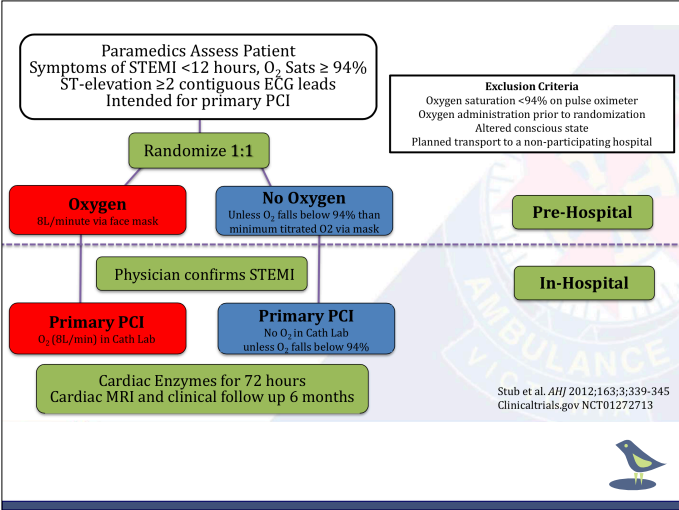 Paramedics Assess Patient
Symptoms of STEMI <12 hours, O₂ Sats ≥ 94%
ST-elevation ≥2 contiguous ECG leads
Intended for primary PCI
Exclusion Criteria
Oxygen saturation <94% on pulse oximeter
Oxygen administration prior to randomization
Altered conscious state
Planned transport to a non-participating hospital
Randomize 1:1
Oxygen
8L/minute via face mask
No Oxygen
Unless O₂ falls below 94% than
minimum titrated O2 via mask
Pre-Hospital
Physician confirms STEMI
In-Hospital
Primary PCI
O₂ (8L/min) in Cath Lab
Primary PCI
No O₂ in Cath Lab
unless O₂ falls below 94%
Cardiac Enzymes for 72 hours
Cardiac MRI and clinical follow up 6 months
AMBULANCE
VIC
Stub et al. AHJ 2012;163;3;339-345
Clinicaltrials.gov NCT01272713